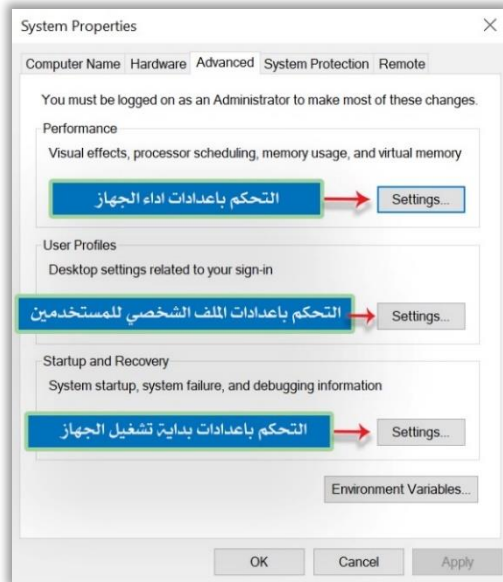 System Properties
Computer Name Hardware Advanced System Protection Remote
You must be logged on as an Administrator to make most of these changes.
Performance
Visual effects, processor scheduling, memory usage, and virtual memory
التحكم باعدادات اداء الجهاز
Settings...
User Profiles
Desktop settings related to your sign-in
التحكم باعدادات الملف الشخصي للمستخدمين
Settings...
Startup and Recovery
System startup, system failure, and debugging information
التحكم باعدادات بداية تشغيل الجهاز
Settings...
Environment Variables...
OK Cancel Apply